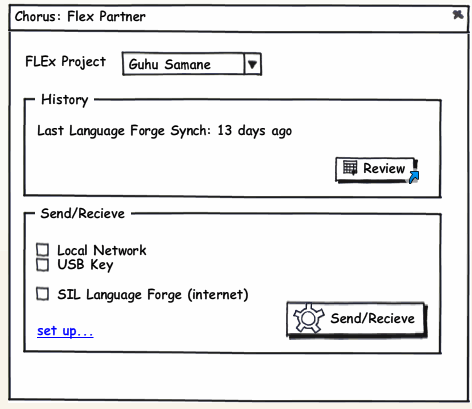 Chorus: Flex Partner
FLEx Project
Guhu Samane
History
Last Language Forge Synch: 13 days ago
Review
Send/Recieve
Local Network
USB Key
SIL Language Forge (internet)
set up...
Send/Recieve